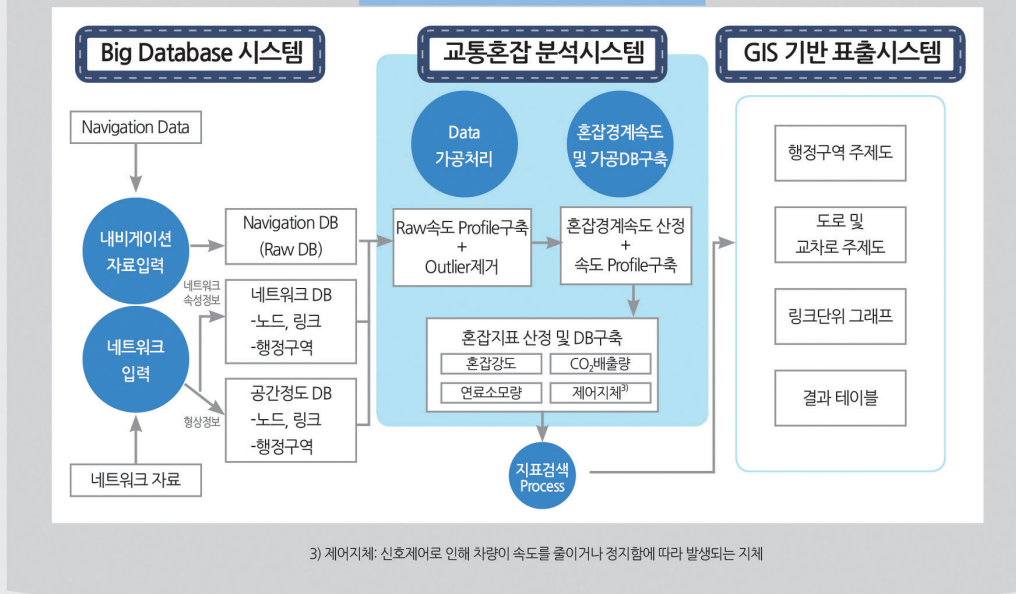 Big Database 시스템
교통혼잡 분석시스템
GIS 기반 표출시스템
Navigation Data
내비게이션
자료입력
Navigation DB
(Raw DB)
네트워크
속성정보
네트워크 DB
-노드, 링크
-행정구역
네트워크
입력
형상정보
공간정도 DB
-노드, 링크
-행정구역
네트워크 자료
Data
가공처리
혼잡경계속도
및 가공DB구축
Raw속도 Profile구축
+
Outlier제거
혼잡경계속도 산정
+
속도 Profile구축
혼잡지표 산정 및 DB구축
혼잡강도
CO₂배출량
연료소모량
제어지체³⁾
지표검색
Process
행정구역 주제도
도로 및
교차로 주제도
링크단위 그래프
결과 테이블
3) 제어지체: 신호제어로 인해 차량이 속도를 줄이거나 정지함에 따라 발생되는 지체